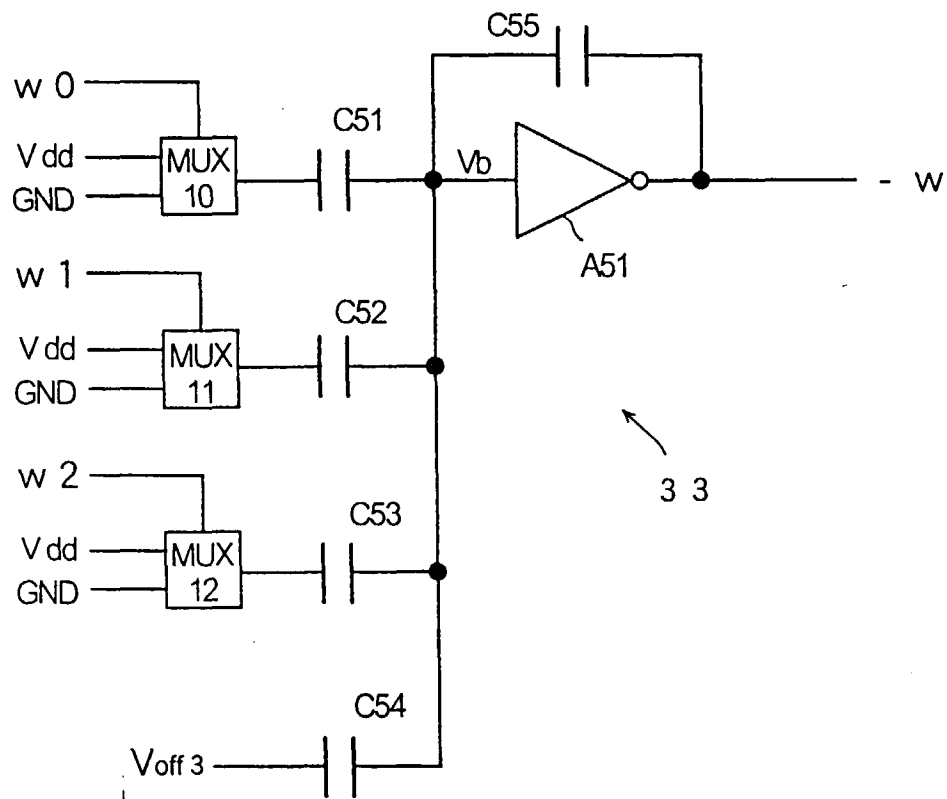 C55
w 0
C51
Vdd
MUX
10
GND
Vb
- w
A51
w 1
C52
Vdd
MUX
11
GND
3 3
w 2
C53
Vdd
MUX
12
GND
C54
Voff 3